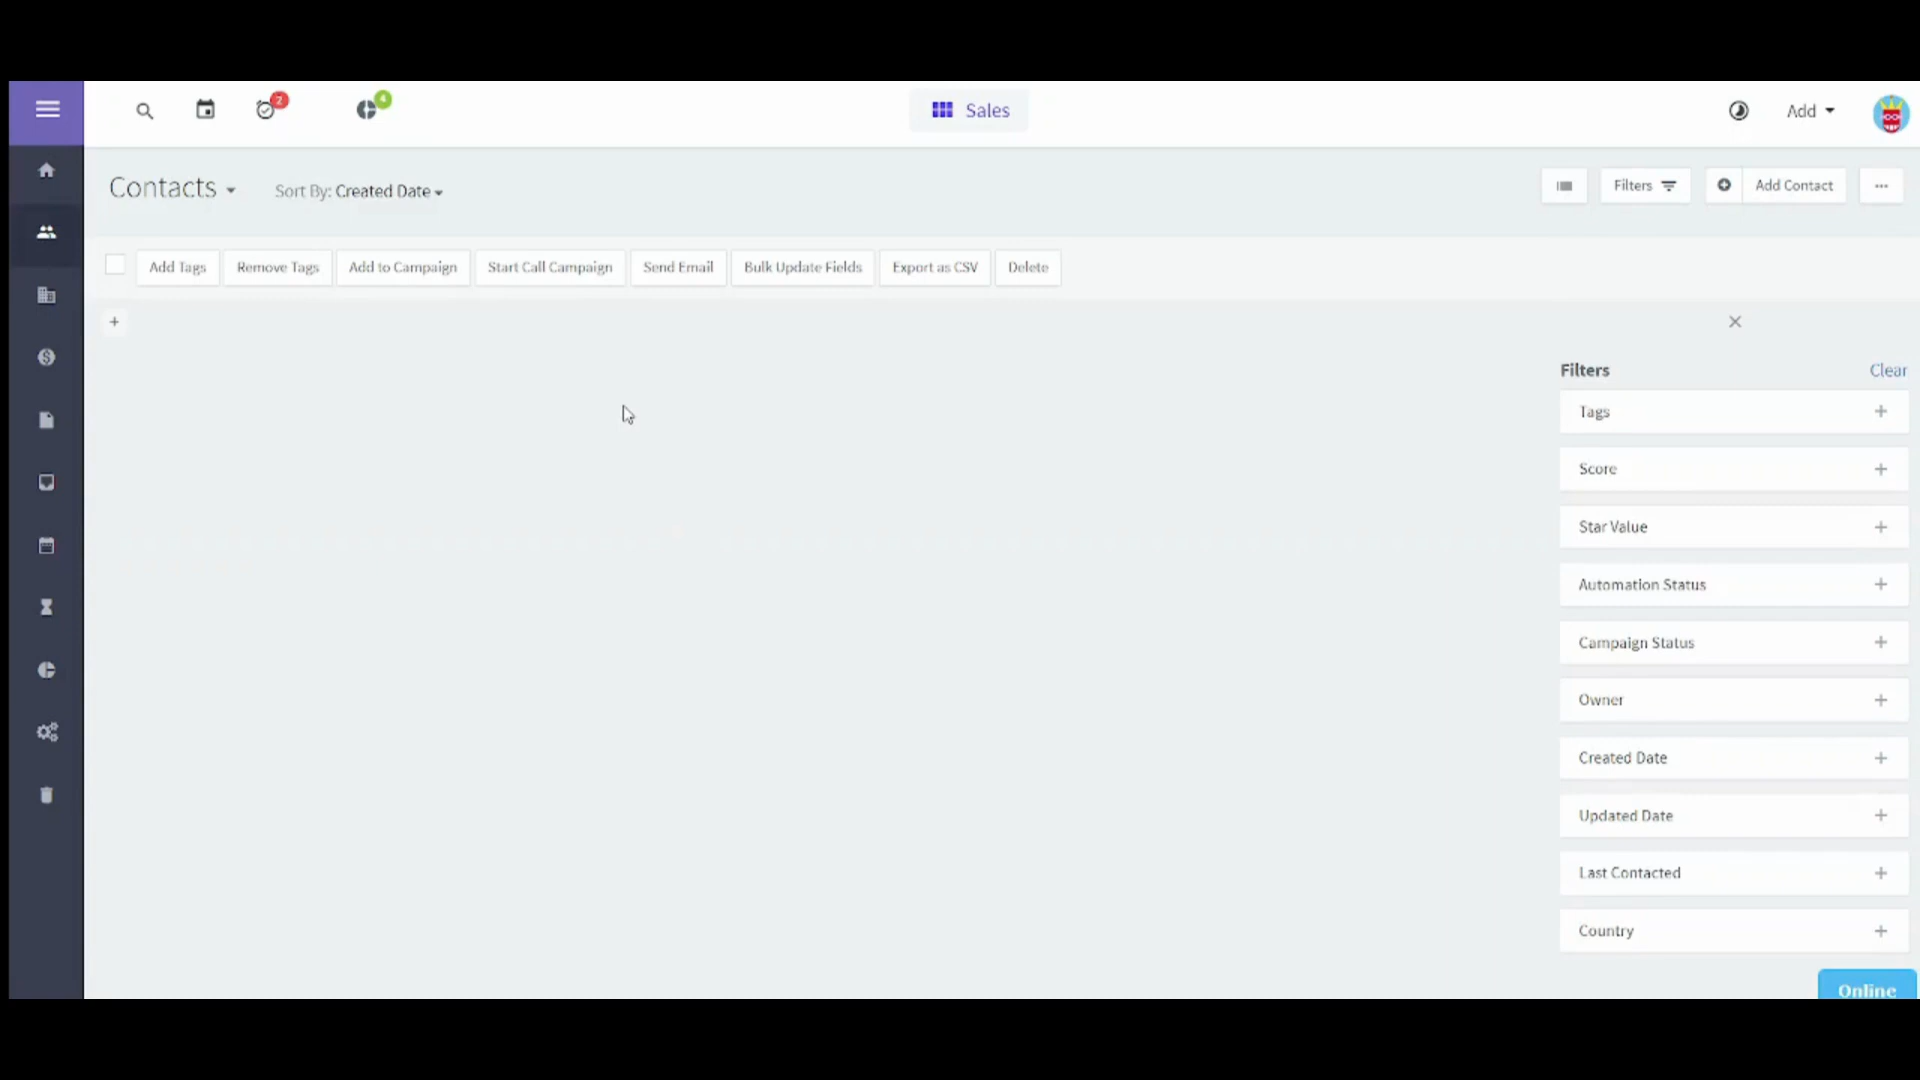 2
4
Sales
Add
Contacts
Sort By: Created Date
Filters
Add Contact
Add Tags
Remove Tags
Add to Campaign
Start Call Campaign
Send Email
Bulk Update Fields
Export as CSV
Delete
Filters
Clear
Tags
Score
Star Value
Automation Status
Campaign Status
Owner
Created Date
Updated Date
Last Contacted
Country
Online